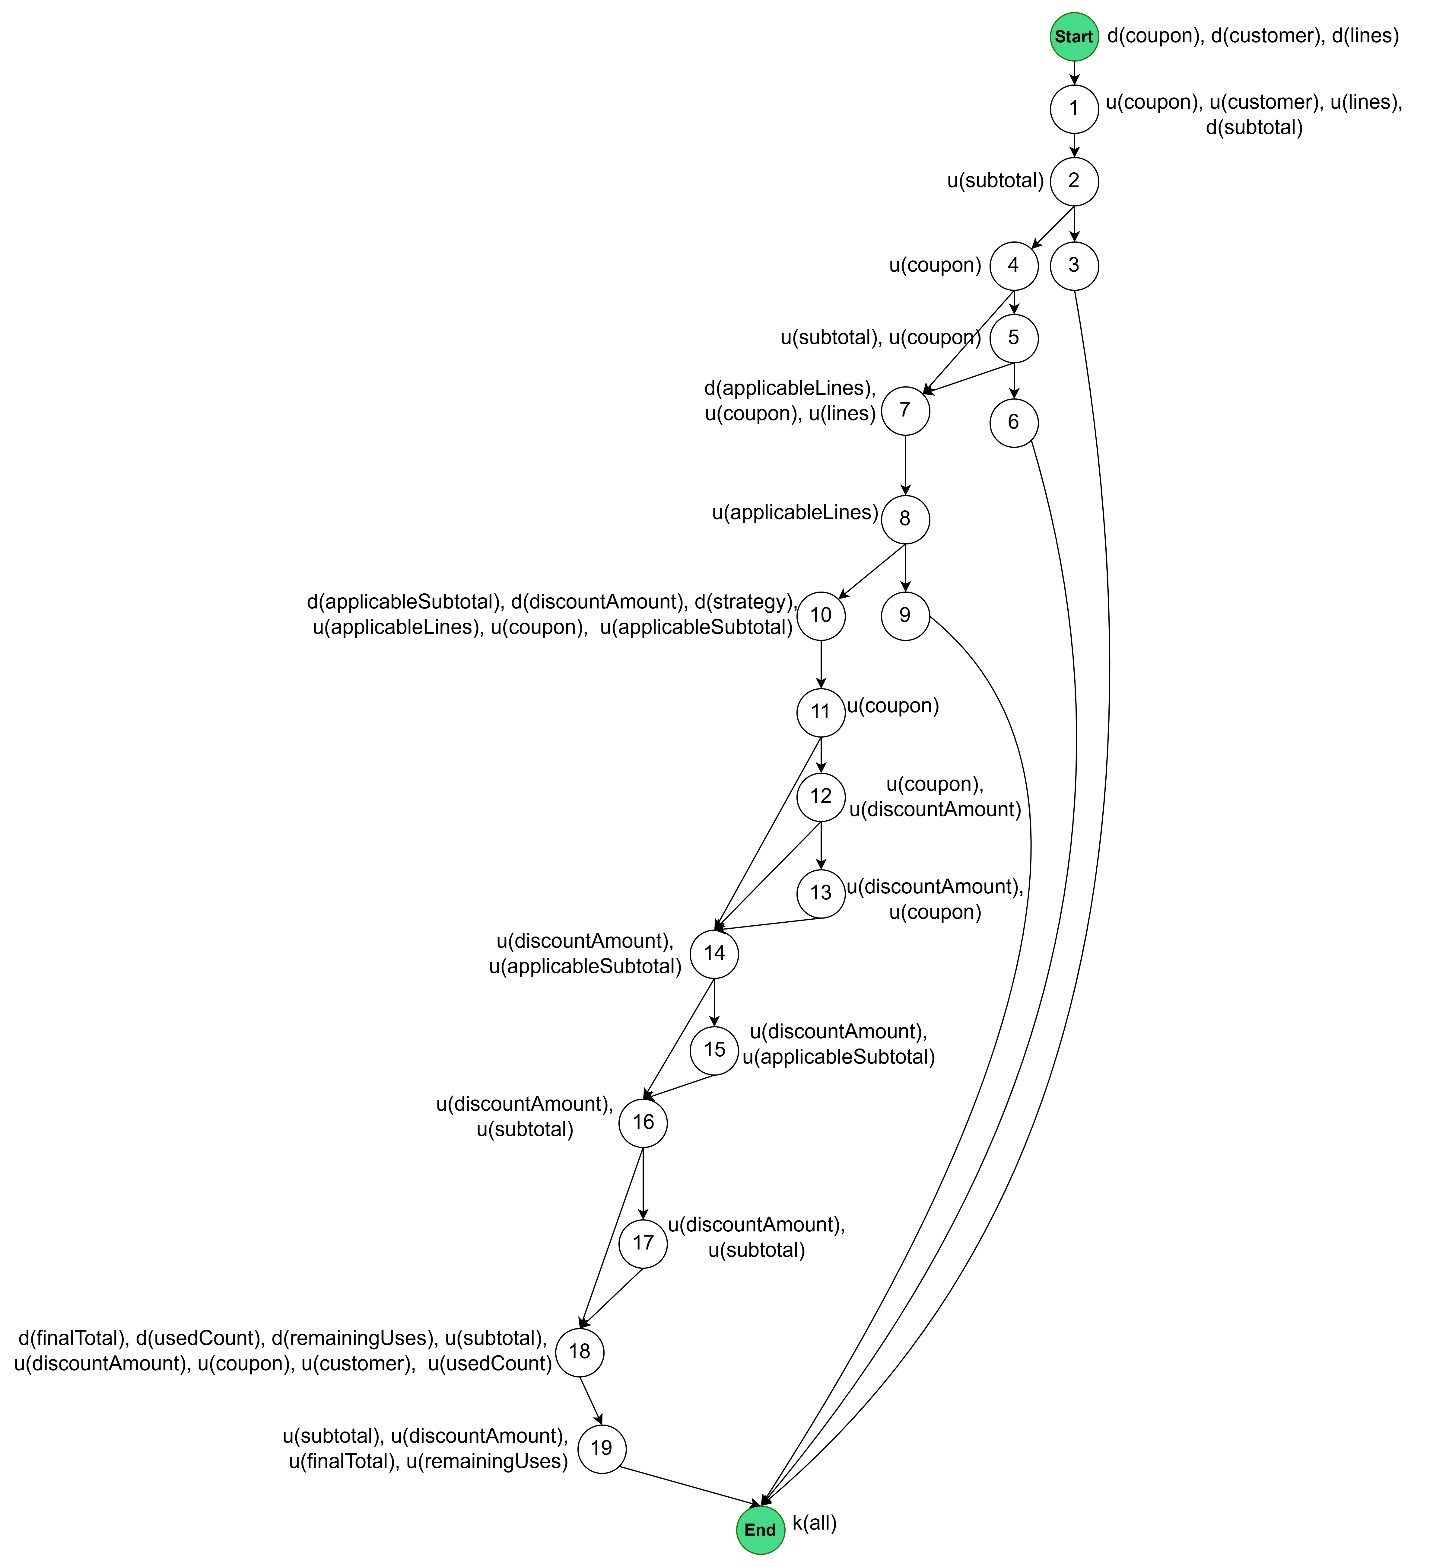 Start
d(coupon), d(customer), d(lines)
1
u(coupon), u(customer), u(lines),
d(subtotal)
u(subtotal)
2
u(coupon)
4
3
u(subtotal), u(coupon)
5
d(applicableLines),
u(coupon), u(lines)
7
6
u(applicableLines)
8
d(applicableSubtotal), d(discountAmount), d(strategy),
u(applicableLines), u(coupon), u(applicableSubtotal)
10
9
11
u(coupon)
12
u(coupon),
u(discountAmount)
13
u(discountAmount),
u(coupon)
u(discountAmount),
u(applicableSubtotal)
14
15
u(discountAmount),
u(applicableSubtotal)
u(discountAmount),
u(subtotal)
16
17
u(discountAmount),
u(subtotal)
d(finalTotal), d(usedCount), d(remainingUses), u(subtotal),
u(discountAmount), u(coupon), u(customer), u(usedCount)
18
u(subtotal), u(discountAmount),
u(finalTotal), u(remainingUses)
19
End
k(all)